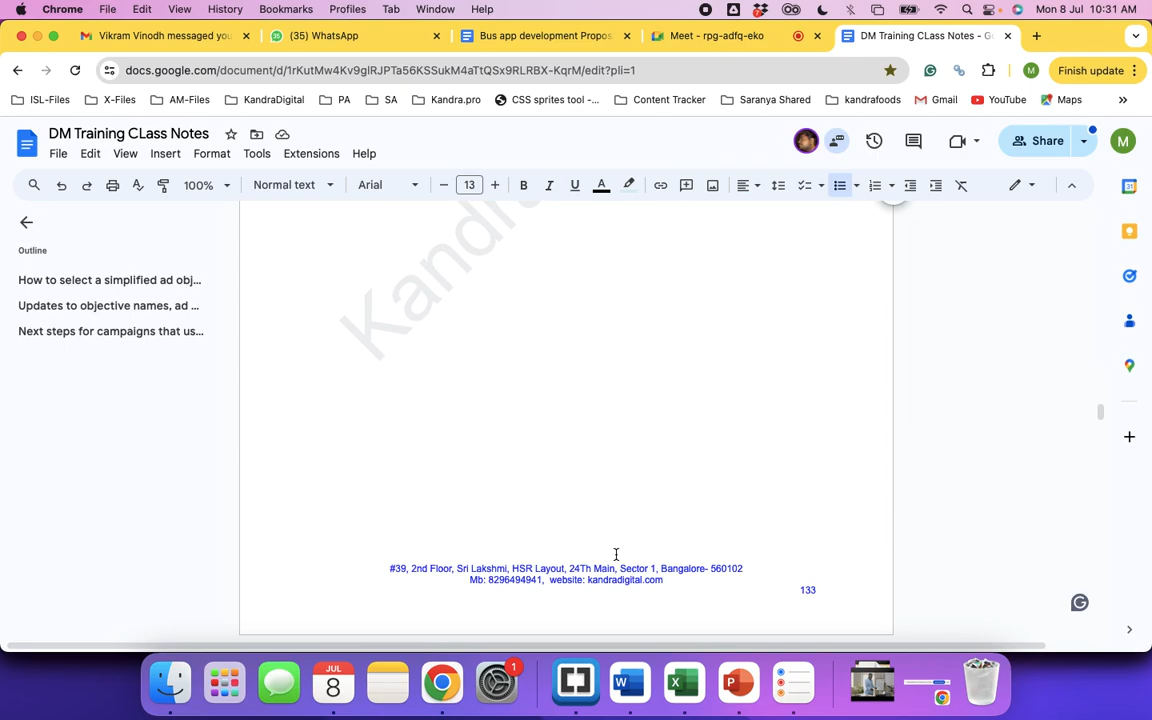 Chrome File Edit View History Bookmarks Profiles Tab Window Help Mon 8 Jul 10:31 AM
Vikram Vinodh messaged you (35) WhatsApp Bus app development Propos. Meet - rpg-adfq-eko DM Training CLass Notes - Go
docs.google.com/document/d/1rKutMw4Kv9glRJPTa56KSSukM4aTtQSx9RLRBX-KqrM/edit?pli=1 M Finish update
ISL-Files X-Files AM-Files KandraDigital PA SA Kandra.pro CSS sprites tool -... Content Tracker Saranya Shared kandrafoods Gmail YouTube Maps »
DM Training CLass Notes
Share M
File Edit View Insert Format Tools Extensions Help
100% Normal text Arial − 13 + B I U A
31
Outline
How to select a simplified ad obj...
Updates to objective names, ad ...
Next steps for campaigns that us...
Kandra
#39, 2nd Floor, Sri Lakshmi, HSR Layout, 24Th Main, Sector 1, Bangalore- 560102
Mb: 8296494941, website: kandradigital.com
133
JUL
8
1